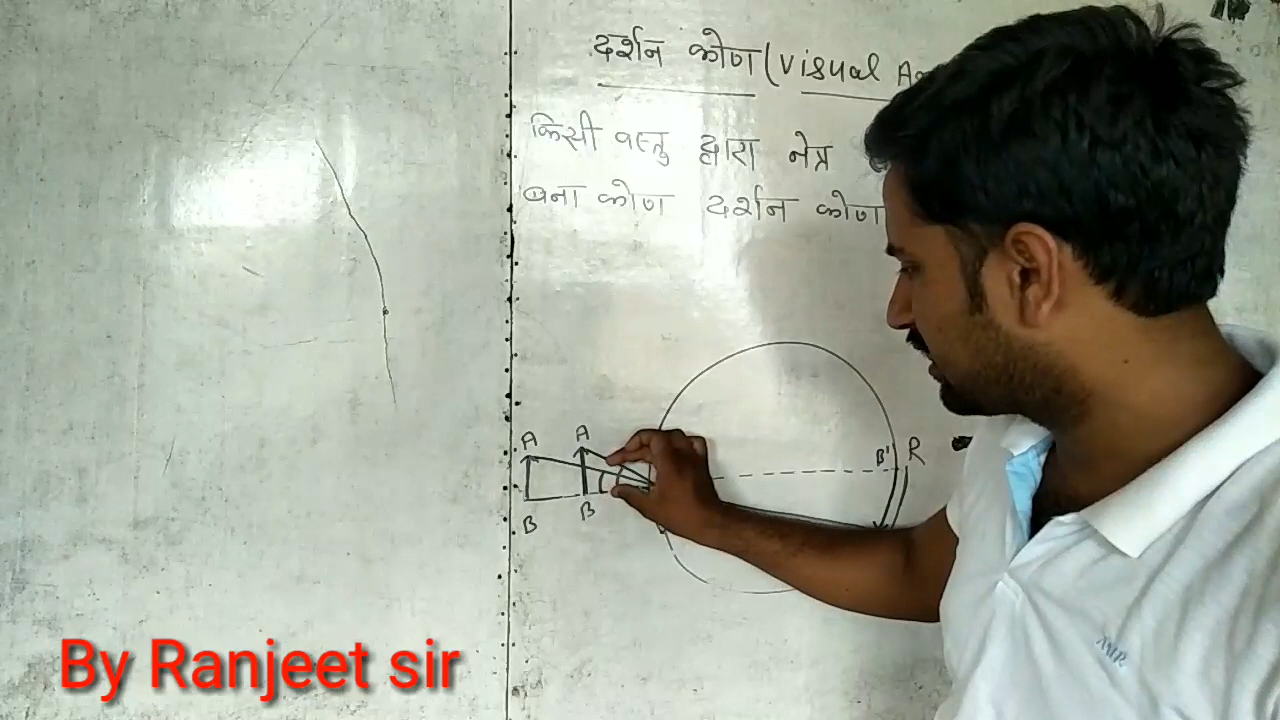 दर्शन कोण (Visual
किसी वस्तु द्वारा नेत्र
बना कोण दर्शन कोण
A A
B' R
B B
By Ranjeet sir